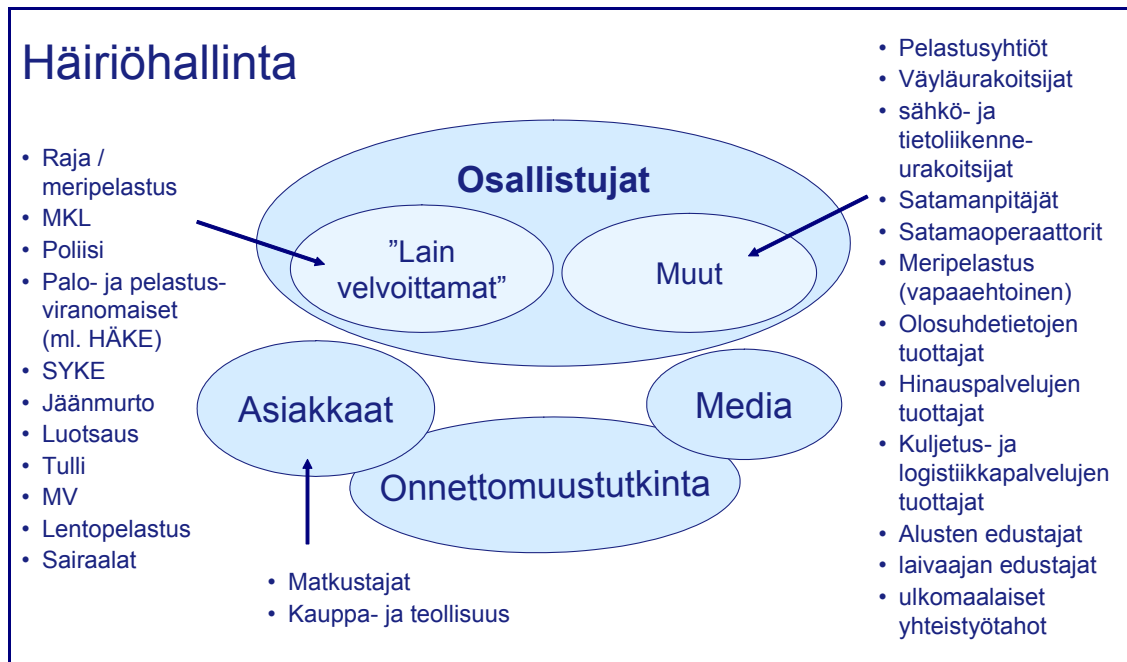 Häiriöhallinta
• Raja /
meripelastus
• MKL
• Poliisi
• Palo- ja pelastus-
viranomaiset
(ml. HÄKE)
• SYKE
• Jäänmurto
• Luotsaus
• Tulli
• MV
• Lentopelastus
• Sairaalat
Osallistujat
”Lain
velvoittamat”
Muut
Asiakkaat
Media
Onnettomuustutkinta
• Matkustajat
• Kauppa- ja teollisuus
• Pelastusyhtiöt
• Väyläurakoitsijat
• sähkö- ja
tietoliikenne-
urakoitsijat
• Satamanpitäjät
• Satamaoperaattorit
• Meripelastus
(vapaaehtoinen)
• Olosuhdetietojen
tuottajat
• Hinauspalvelujen
tuottajat
• Kuljetus- ja
logistiikkapalvelujen
tuottajat
• Alusten edustajat
• laivaajan edustajat
• ulkomaalaiset
yhteistyötahot